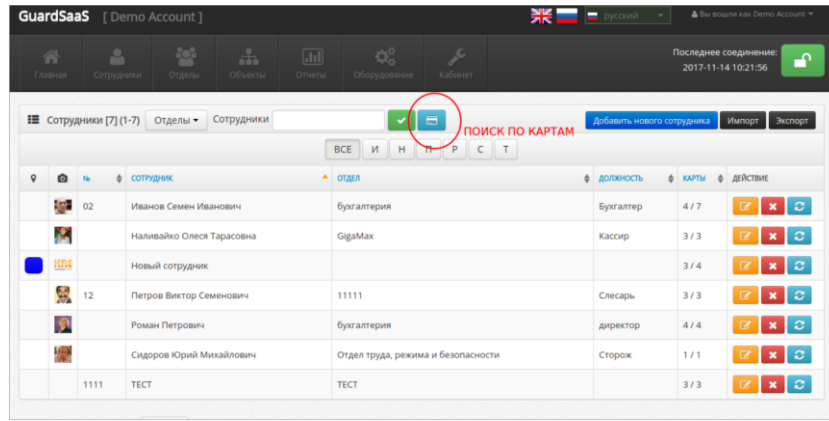 GuardSaaS [ Demo Account ] русский Вы вошли как Demo Account
Главная Сотрудники Отделы Объекты Отчеты Оборудование Кабинет
Последнее соединение:
2017-11-14 10:21:56
Сотрудники [7] (1-7) Отделы Сотрудники Добавить нового сотрудника Импорт Экспорт
ПОИСК ПО КАРТАМ
ВСЕ И Н П Р С Т
№ СОТРУДНИК ОТДЕЛ ДОЛЖНОСТЬ КАРТЫ ДЕЙСТВИЕ
02 Иванов Семен Иванович бухгалтерия Бухгалтер 4 / 7
Наливайко Олеся Тарасовна GigaMax Кассир 3 / 3
Новый сотрудник 3 / 4
12 Петров Виктор Семенович 11111 Слесарь 3 / 3
Роман Петрович бухгалтерия директор 4 / 4
Сидоров Юрий Михайлович Отдел труда, режима и безопасности Сторож 1 / 1
1111 ТЕСТ ТЕСТ 3 / 3